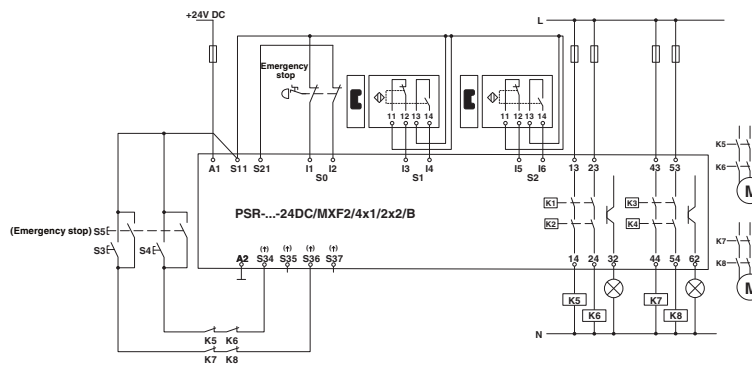 +24V DC
L
Emergency
stop
11 12 13 14
11 12 13 14
K5
K6
M
A1 S11 S21 I1 I2 I3 I4 I5 I6 13 23 43 53
S0 S1 S2
K1 K3
K2 K4
PSR-...-24DC/MXF2/4x1/2x2/B
(Emergency stop) S5
S3 S4
K7
K8
M
(†) (†) (†) (†)
A2 S34 S35 S36 S37 14 24 32 44 54 62
K5 K7
K6 K8
K5 K6
N
K7 K8